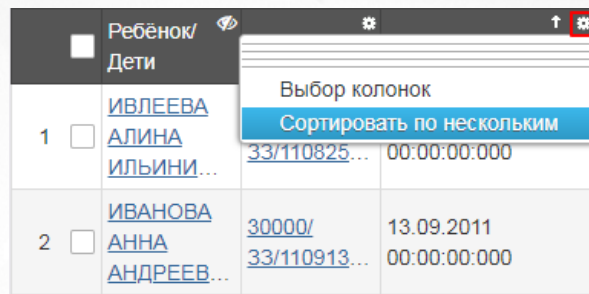 Ребёнок/
Дети
Выбор колонок
Сортировать по нескольким
1
ИВЛЕЕВА
АЛИНА
ИЛЬИНИ...
33/110825...
00:00:00:000
2
ИВАНОВА
АННА
АНДРЕЕВ...
30000/
33/110913...
13.09.2011
00:00:00:000